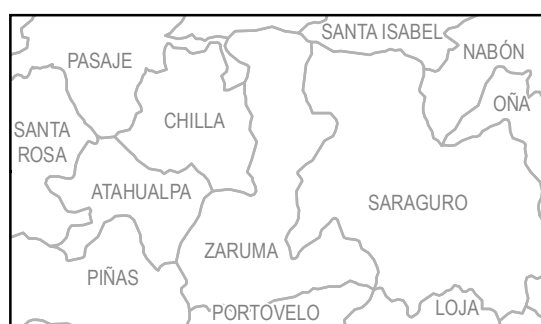 SANTA ISABEL
NABÓN
PASAJE
OÑA
CHILLA
SANTA
ROSA
ATAHUALPA
SARAGURO
ZARUMA
PIÑAS
PORTOVELO
LOJA